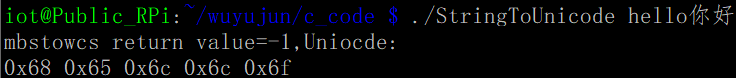 iot@Public_RPi:~/wuyujun/c_code $ ./StringToUnicode hello你好
mbstowcs return value=-1,Uniocde:
0x68 0x65 0x6c 0x6c 0x6f